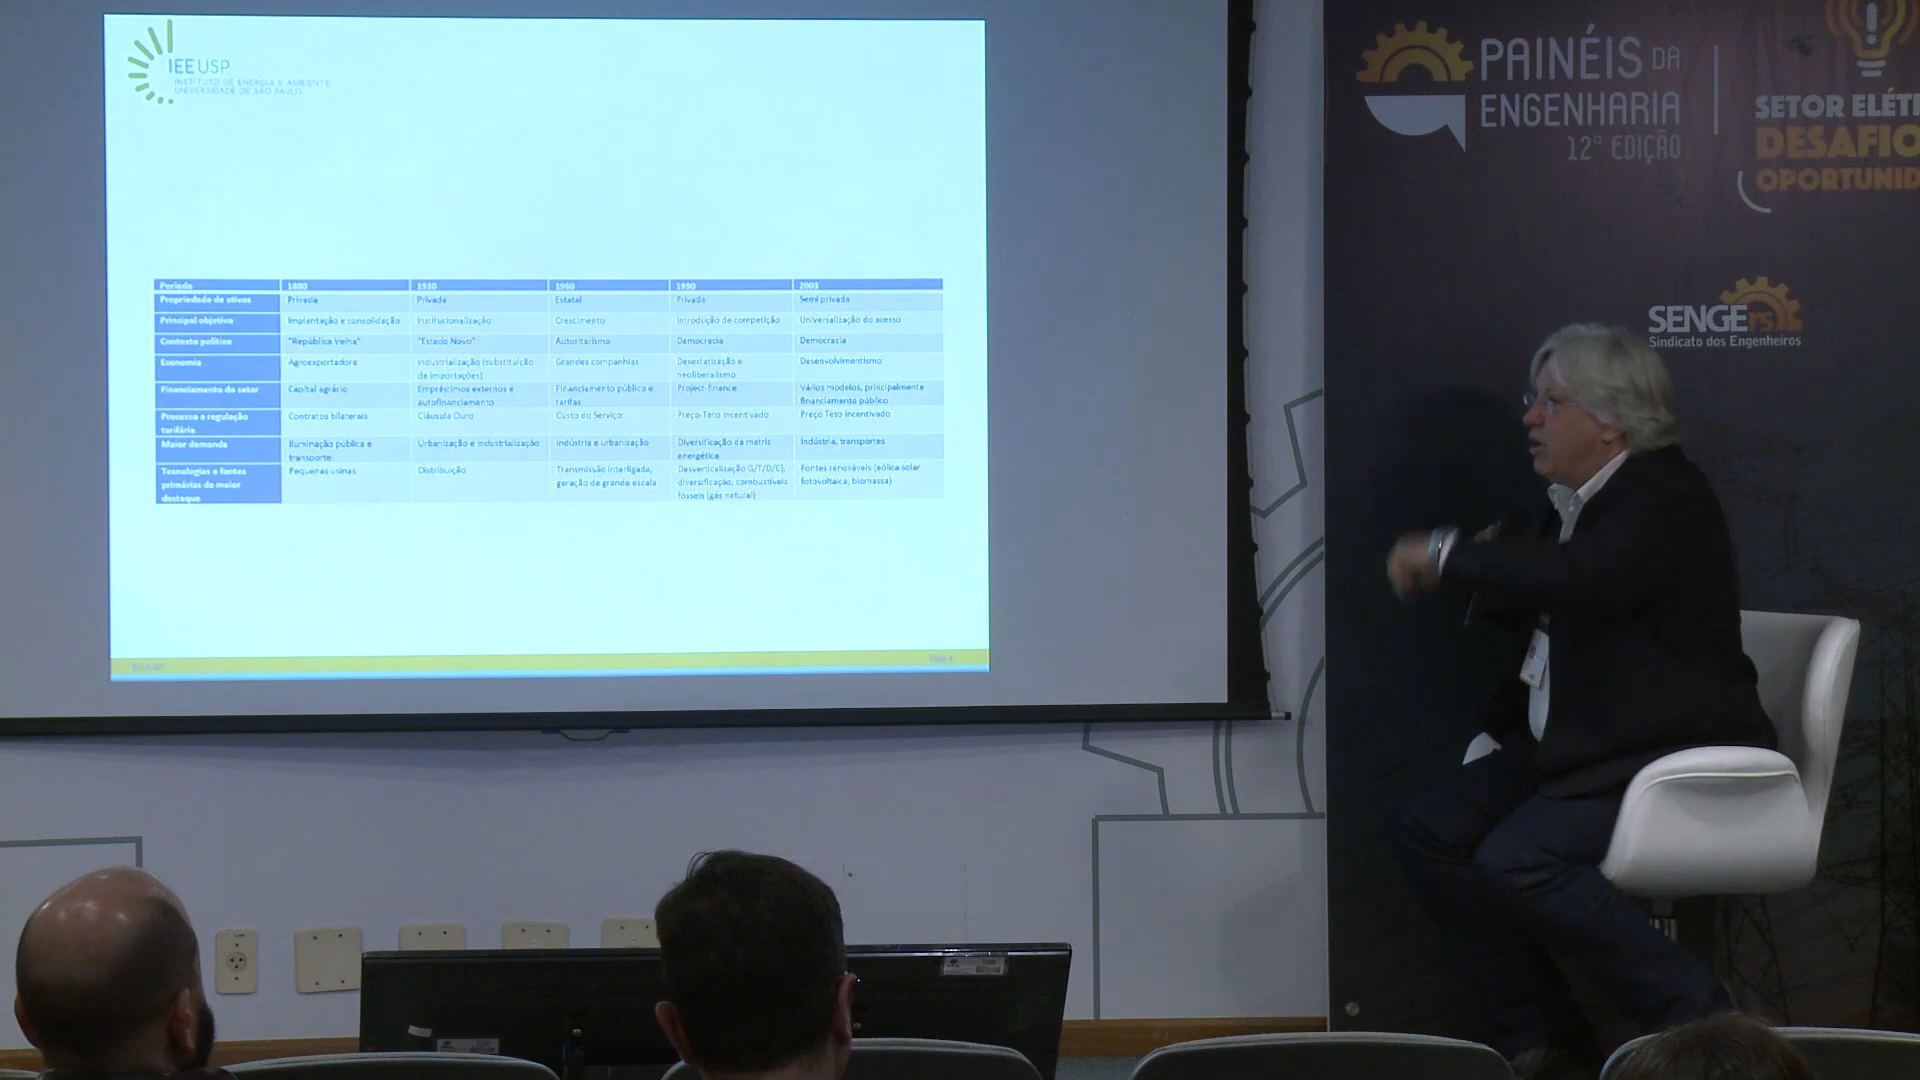 IEEUSP
INSTITUTO DE ENERGIA E AMBIENTE
UNIVERSIDADE DE SÃO PAULO
Período 1880 1930 1960 1990 2003
Propriedade de ativos Privada Privada Estatal Privada Semi privada
Principal objetivo Implantação e consolidação Institucionalização Crescimento Introdução de competição Universialização do acesso
Contexto político "República Velha" "Estado Novo" Autoritarismo Democracia Democracia
Economia Agroexportadora Industrialização (substituição de importações) Grandes companhias Desestatização e neoliberalismo Desenvolvimentismo
Financiamento do setor Capital agrário Empréstimos externos e autofinanciamento Financiamento público e tarifas Project-finance Vários modelos, principalmente financiamento público
Processo e regulação tarifária Contratos bilaterais Cláusula Ouro Custo do Serviço Preço-Teto Incentivado Preço Teto Incentivado
Maior demanda Iluminação pública e transporte Urbanização e industrialização Indústria e urbanização Diversificação da matriz energética Indústria, transportes
Tecnologias e fontes primárias de maior destaque Pequenas usinas Distribuição Transmissão interligada, geração de grande escala Desverticalização G/T/D/C), diversificação, combustíveis fósseis (gás natural) Fontes renováveis (eólica solar fotovoltaica, biomassa)
PAINÉIS DA
ENGENHARIA
12ª EDIÇÃO
SETOR ELÉT
DESAFIO
OPORTUNID
SENGE rs
Sindicato dos Engenheiros